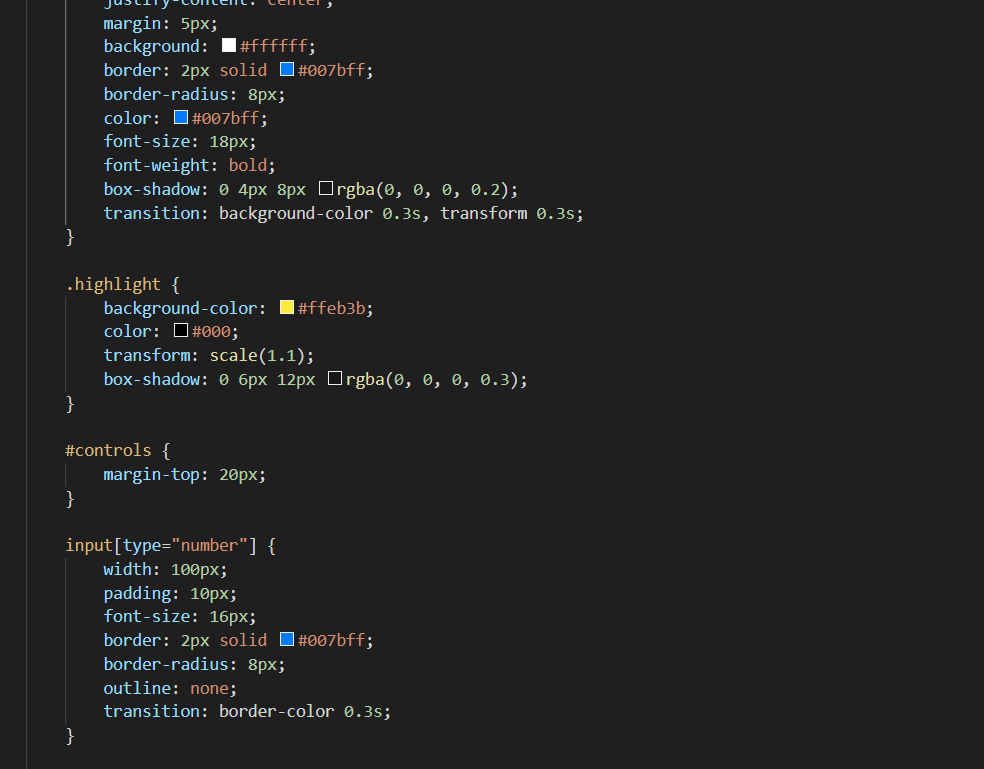 justify-content: center;
margin: 5px;
background: #ffffff;
border: 2px solid #007bff;
border-radius: 8px;
color: #007bff;
font-size: 18px;
font-weight: bold;
box-shadow: 0 4px 8px rgba(0, 0, 0, 0.2);
transition: background-color 0.3s, transform 0.3s;
}
.highlight {
background-color: #ffeb3b;
color: #000;
transform: scale(1.1);
box-shadow: 0 6px 12px rgba(0, 0, 0, 0.3);
}
#controls {
margin-top: 20px;
}
input[type="number"] {
width: 100px;
padding: 10px;
font-size: 16px;
border: 2px solid #007bff;
border-radius: 8px;
outline: none;
transition: border-color 0.3s;
}